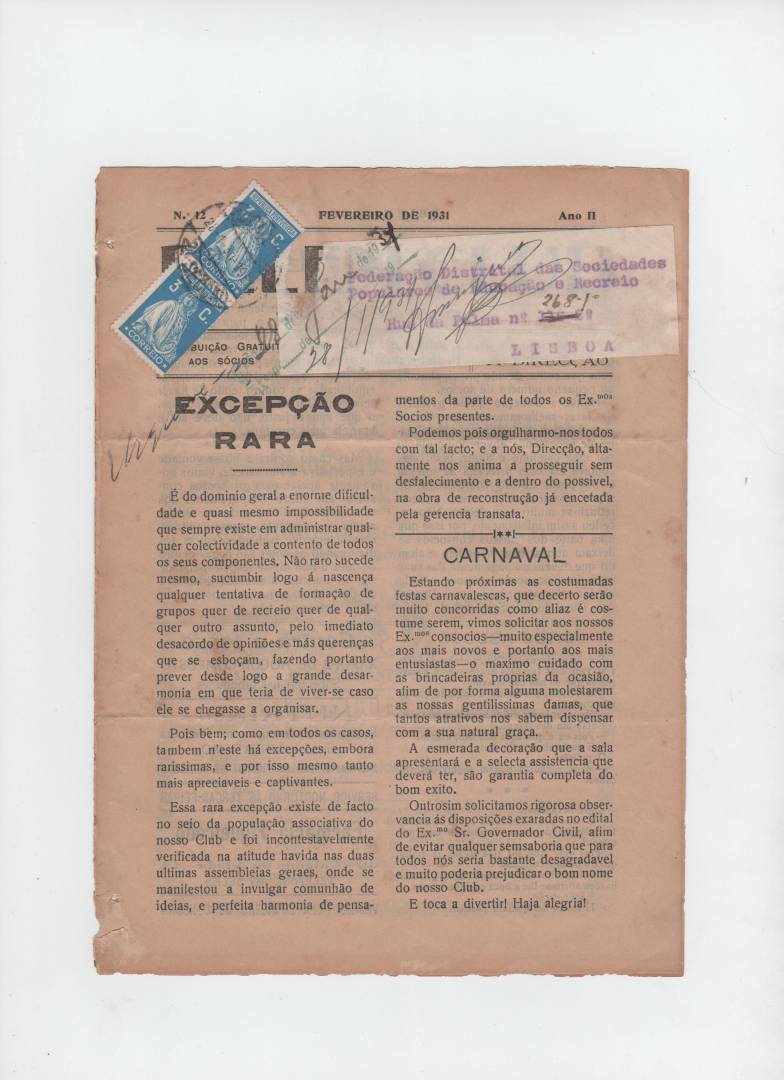 N.º 12
FEVEREIRO DE 1931
Ano II
3 C.
CORREIO
3 C.
CORREIO
Federação Distrital das Sociedades
Populares de Educação e Recreio
268-1º
Rua da Palma nº
LISBOA
GRATUIT
AOS SÓCIOS
A DIRECÇÃO
28/1/931
EXCEPÇÃO
RARA
É do dominio geral a enorme dificul-
dade e quasi mesmo impossibilidade
que sempre existe em administrar qual-
quer colectividade a contento de todos
os seus componentes. Não raro sucede
mesmo, sucumbir logo á nascença
qualquer tentativa de formação de
grupos quer de recreio quer de qual-
quer outro assunto, pelo imediato
desacordo de opiniões e más querenças
que se esboçam, fazendo portanto
prever desde logo a grande desar-
monia em que teria de viver-se caso
ele se chegasse a organisar.
Pois bem; como em todos os casos,
tambem n'este há excepções, embora
rarissimas, e por isso mesmo tanto
mais apreciaveis e captivantes.
Essa rara excepção existe de facto
no seio da população associativa do
nosso Club e foi incontestavelmente
verificada na atitude havida nas duas
ultimas assembleias geraes, onde se
manifestou a invulgar comunhão de
ideias, e perfeita harmonia de pensa-
mentos da parte de todos os Ex.mos
Socios presentes.
Podemos pois orgulharmo-nos todos
com tal facto; e a nós, Direcção, alta-
mente nos anima a prosseguir sem
desfalecimento e a dentro do possivel,
na obra de reconstrução já encetada
pela gerencia transata.
CARNAVAL
Estando próximas as costumadas
festas carnavalescas, que decerto serão
muito concorridas como aliaz é cos-
tume serem, vimos solicitar aos nossos
Ex.mos consocios—muito especialmente
aos mais novos e portanto aos mais
entusiastas—o maximo cuidado com
as brincadeiras proprias da ocasião,
afim de por forma alguma molestarem
as nossas gentilissimas damas, que
tantos atrativos nos sabem dispensar
com a sua natural graça.
A esmerada decoração que a sala
apresentará e a selecta assistencia que
deverá ter, são garantia completa do
bom exito.
Outrosim solicitamos rigorosa obser-
vancia ás disposições exaradas no edital
do Ex.mo Sr. Governador Civil, afim
de evitar qualquer semsaboria que para
todos nós seria bastante desagradavel
e muito poderia prejudicar o bom nome
do nosso Club.
E toca a divertir! Haja alegria!